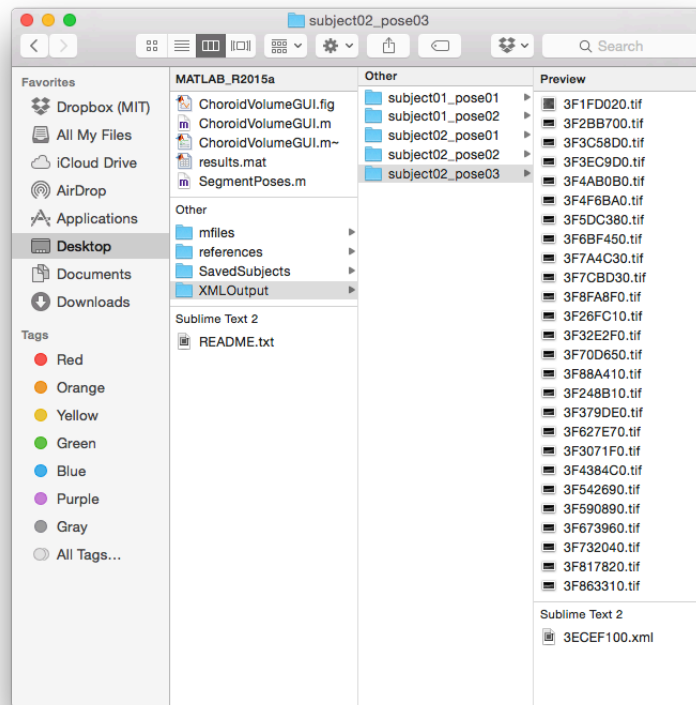 subject02_pose03
Search
Favorites
Dropbox (MIT)
All My Files
iCloud Drive
AirDrop
Applications
Desktop
Documents
Downloads
Tags
Red
Orange
Yellow
Green
Blue
Purple
Gray
All Tags...
MATLAB_R2015a
ChoroidVolumeGUI.fig
ChoroidVolumeGUI.m
ChoroidVolumeGUI.m~
results.mat
SegmentPoses.m
Other
mfiles
references
SavedSubjects
XMLOutput
Sublime Text 2
README.txt
Other
subject01_pose01
subject01_pose02
subject02_pose01
subject02_pose02
subject02_pose03
Preview
3F1FD020.tif
3F2BB700.tif
3F3C58D0.tif
3F3EC9D0.tif
3F4AB0B0.tif
3F4F6BA0.tif
3F5DC380.tif
3F6BF450.tif
3F7A4C30.tif
3F7CBD30.tif
3F8FA8F0.tif
3F26FC10.tif
3F32E2F0.tif
3F70D650.tif
3F88A410.tif
3F248B10.tif
3F379DE0.tif
3F627E70.tif
3F3071F0.tif
3F4384C0.tif
3F542690.tif
3F590890.tif
3F673960.tif
3F732040.tif
3F817820.tif
3F863310.tif
Sublime Text 2
3ECEF100.xml